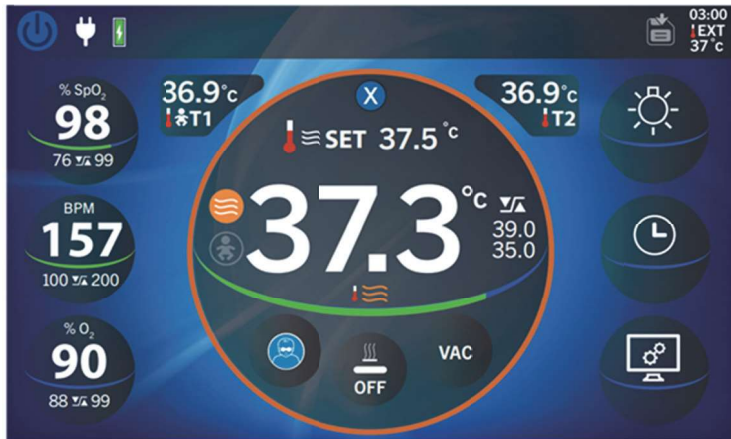 03:00
EXT
37 °C
% SpO₂
98
76 99
36.9°C
T1
X
SET 37.5 °C
36.9°C
T2
BPM
157
100 200
37.3°C
39.0
35.0
% O₂
90
88 99
OFF
VAC